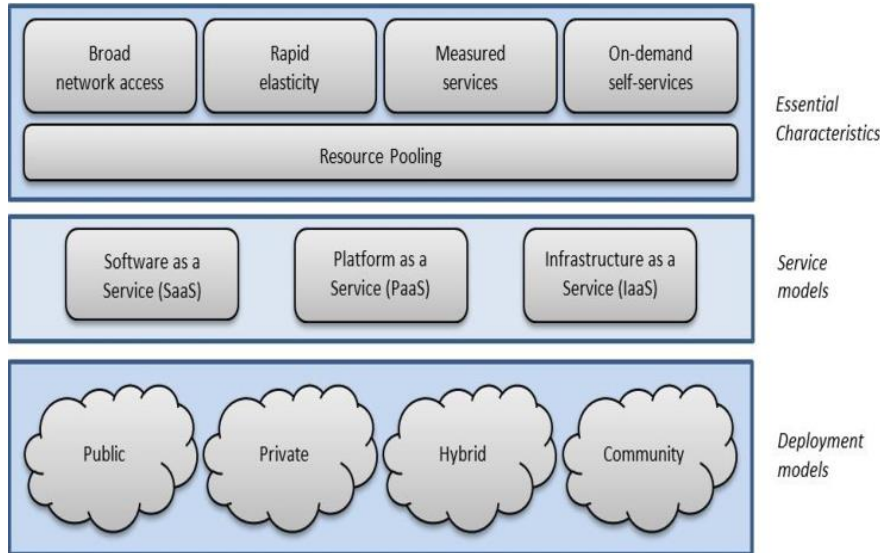 Broad
network access
Rapid
elasticity
Measured
services
On-demand
self-services
Resource Pooling
Essential
Characteristics
Software as a
Service (SaaS)
Platform as a
Service (PaaS)
Infrastructure as a
Service (IaaS)
Service
models
Public
Private
Hybrid
Community
Deployment
models